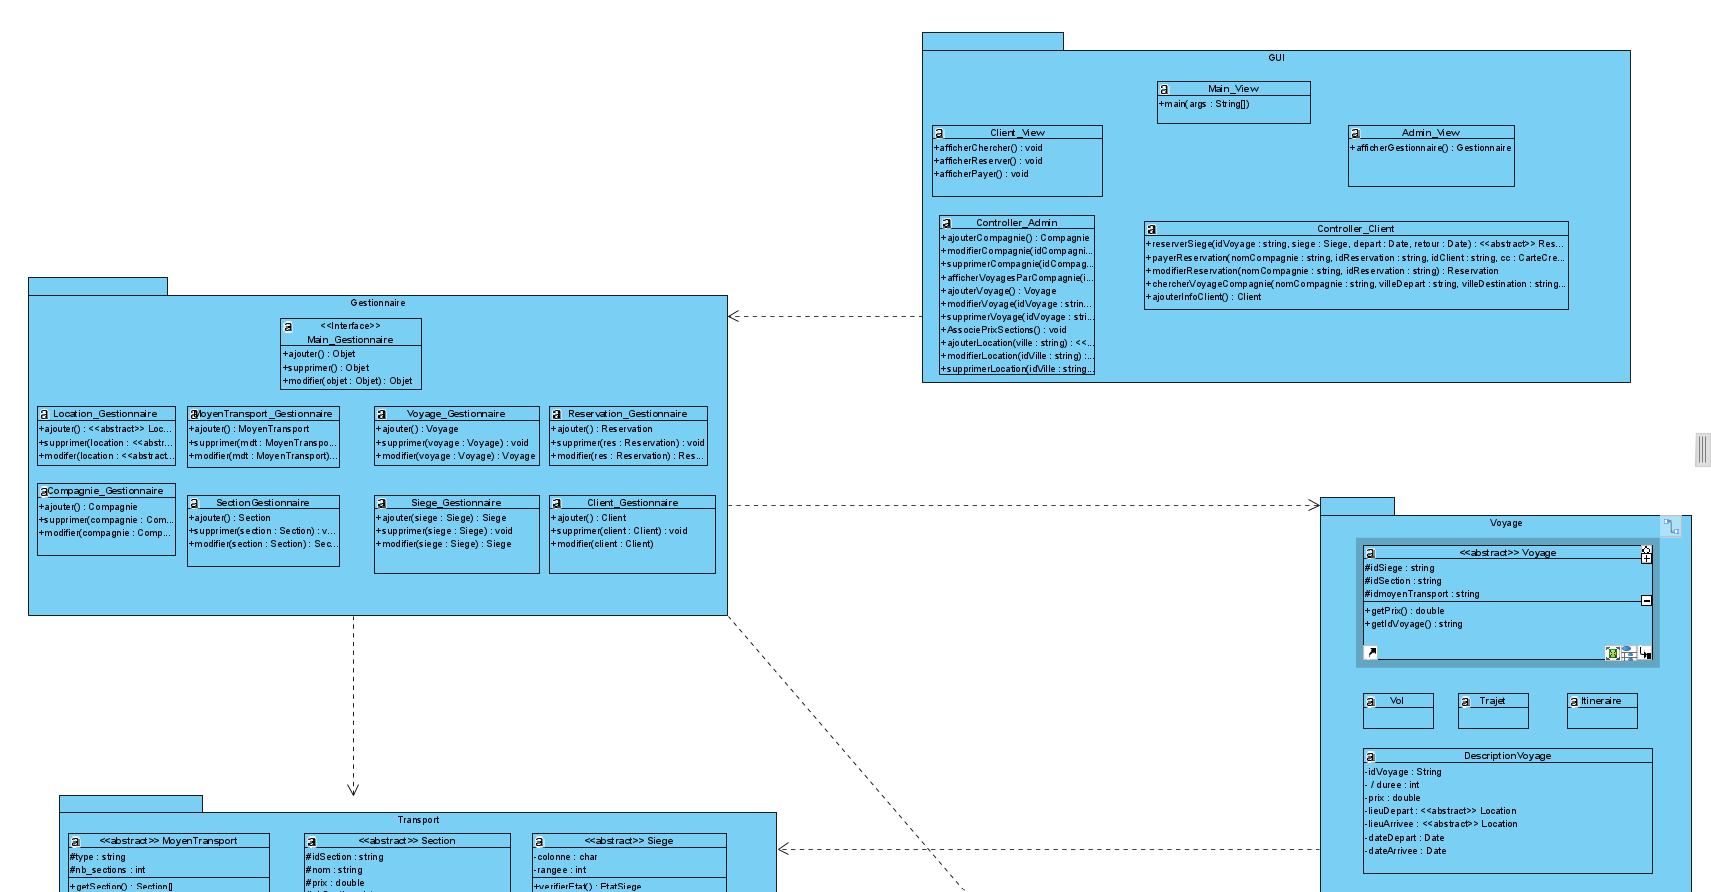 GUI
Main_View
+main(args : String[])
Client_View
+afficherChercher() : void
+afficherReserver() : void
+afficherPayer() : void
Admin_View
+afficherGestionnaire() : Gestionnaire
Controller_Admin
+ajouterCompagnie() : Compagnie
+modifierCompagnie(idCompagni...
+supprimerCompagnie(idCompag...
+afficherVoyagesParCompagnie(i...
+ajouterVoyage() : Voyage
+modifierVoyage(idVoyage : strin...
+supprimerVoyage(idVoyage : stri...
+AssociePrixSections() : void
+ajouterLocation(ville : string) : <<...
+modifierLocation(idVille : string) :...
+supprimerLocation(idVille : string...
Controller_Client
+reserverSiege(idVoyage : string, siege : Siege, depart : Date, retour : Date) : <<abstract>> Res...
+payerReservation(nomCompagnie : string, idReservation : string, idClient : string, cc : CarteCre...
+modifierReservation(nomCompagnie : string, idReservation : string) : Reservation
+chercherVoyageCompagnie(nomCompagnie : string, villeDepart : string, villeDestination : string...
+ajouterInfoClient() : Client
Gestionnaire
<<Interface>>
Main_Gestionnaire
+ajouter() : Objet
+supprimer() : Objet
+modifier(objet : Objet) : Objet
Location_Gestionnaire
+ajouter() : <<abstract>> Loc...
+supprimer(location : <<abstr...
+modifer(location : <<abstract...
MoyenTransport_Gestionnaire
+ajouter() : MoyenTransport
+supprimer(mdt : MoyenTranspo...
+modifier(mdt : MoyenTransport)...
Voyage_Gestionnaire
+ajouter() : Voyage
+supprimer(voyage : Voyage) : void
+modifier(voyage : Voyage) : Voyage
Reservation_Gestionnaire
+ajouter() : Reservation
+supprimer(res : Reservation) : void
+modifier(res : Reservation) : Res...
Compagnie_Gestionnaire
+ajouter() : Compagnie
+supprimer(compagnie : Com...
+modifier(compagnie : Comp...
SectionGestionnaire
+ajouter() : Section
+supprimer(section : Section) : v...
+modifier(section : Section) : Sec...
Siege_Gestionnaire
+ajouter(siege : Siege) : Siege
+supprimer(siege : Siege) : void
+modifier(siege : Siege) : Siege
Client_Gestionnaire
+ajouter() : Client
+supprimer(client : Client) : void
+modifier(client : Client)
Voyage
<<abstract>> Voyage
#idSiege : string
#idSection : string
#idmoyenTransport : string
+getPrix() : double
+getIdVoyage() : string
Vol
Trajet
Itineraire
DescriptionVoyage
-idVoyage : String
- / duree : int
-prix : double
-lieuDepart : <<abstract>> Location
-lieuArrivee : <<abstract>> Location
-dateDepart : Date
-dateArrivee : Date
Transport
<<abstract>> MoyenTransport
#type : string
#nb_sections : int
+getSection() : Section[]
<<abstract>> Section
#idSection : string
#nom : string
#prix : double
<<abstract>> Siege
-colonne : char
-rangee : int
+verifierEtat() : EtatSiege